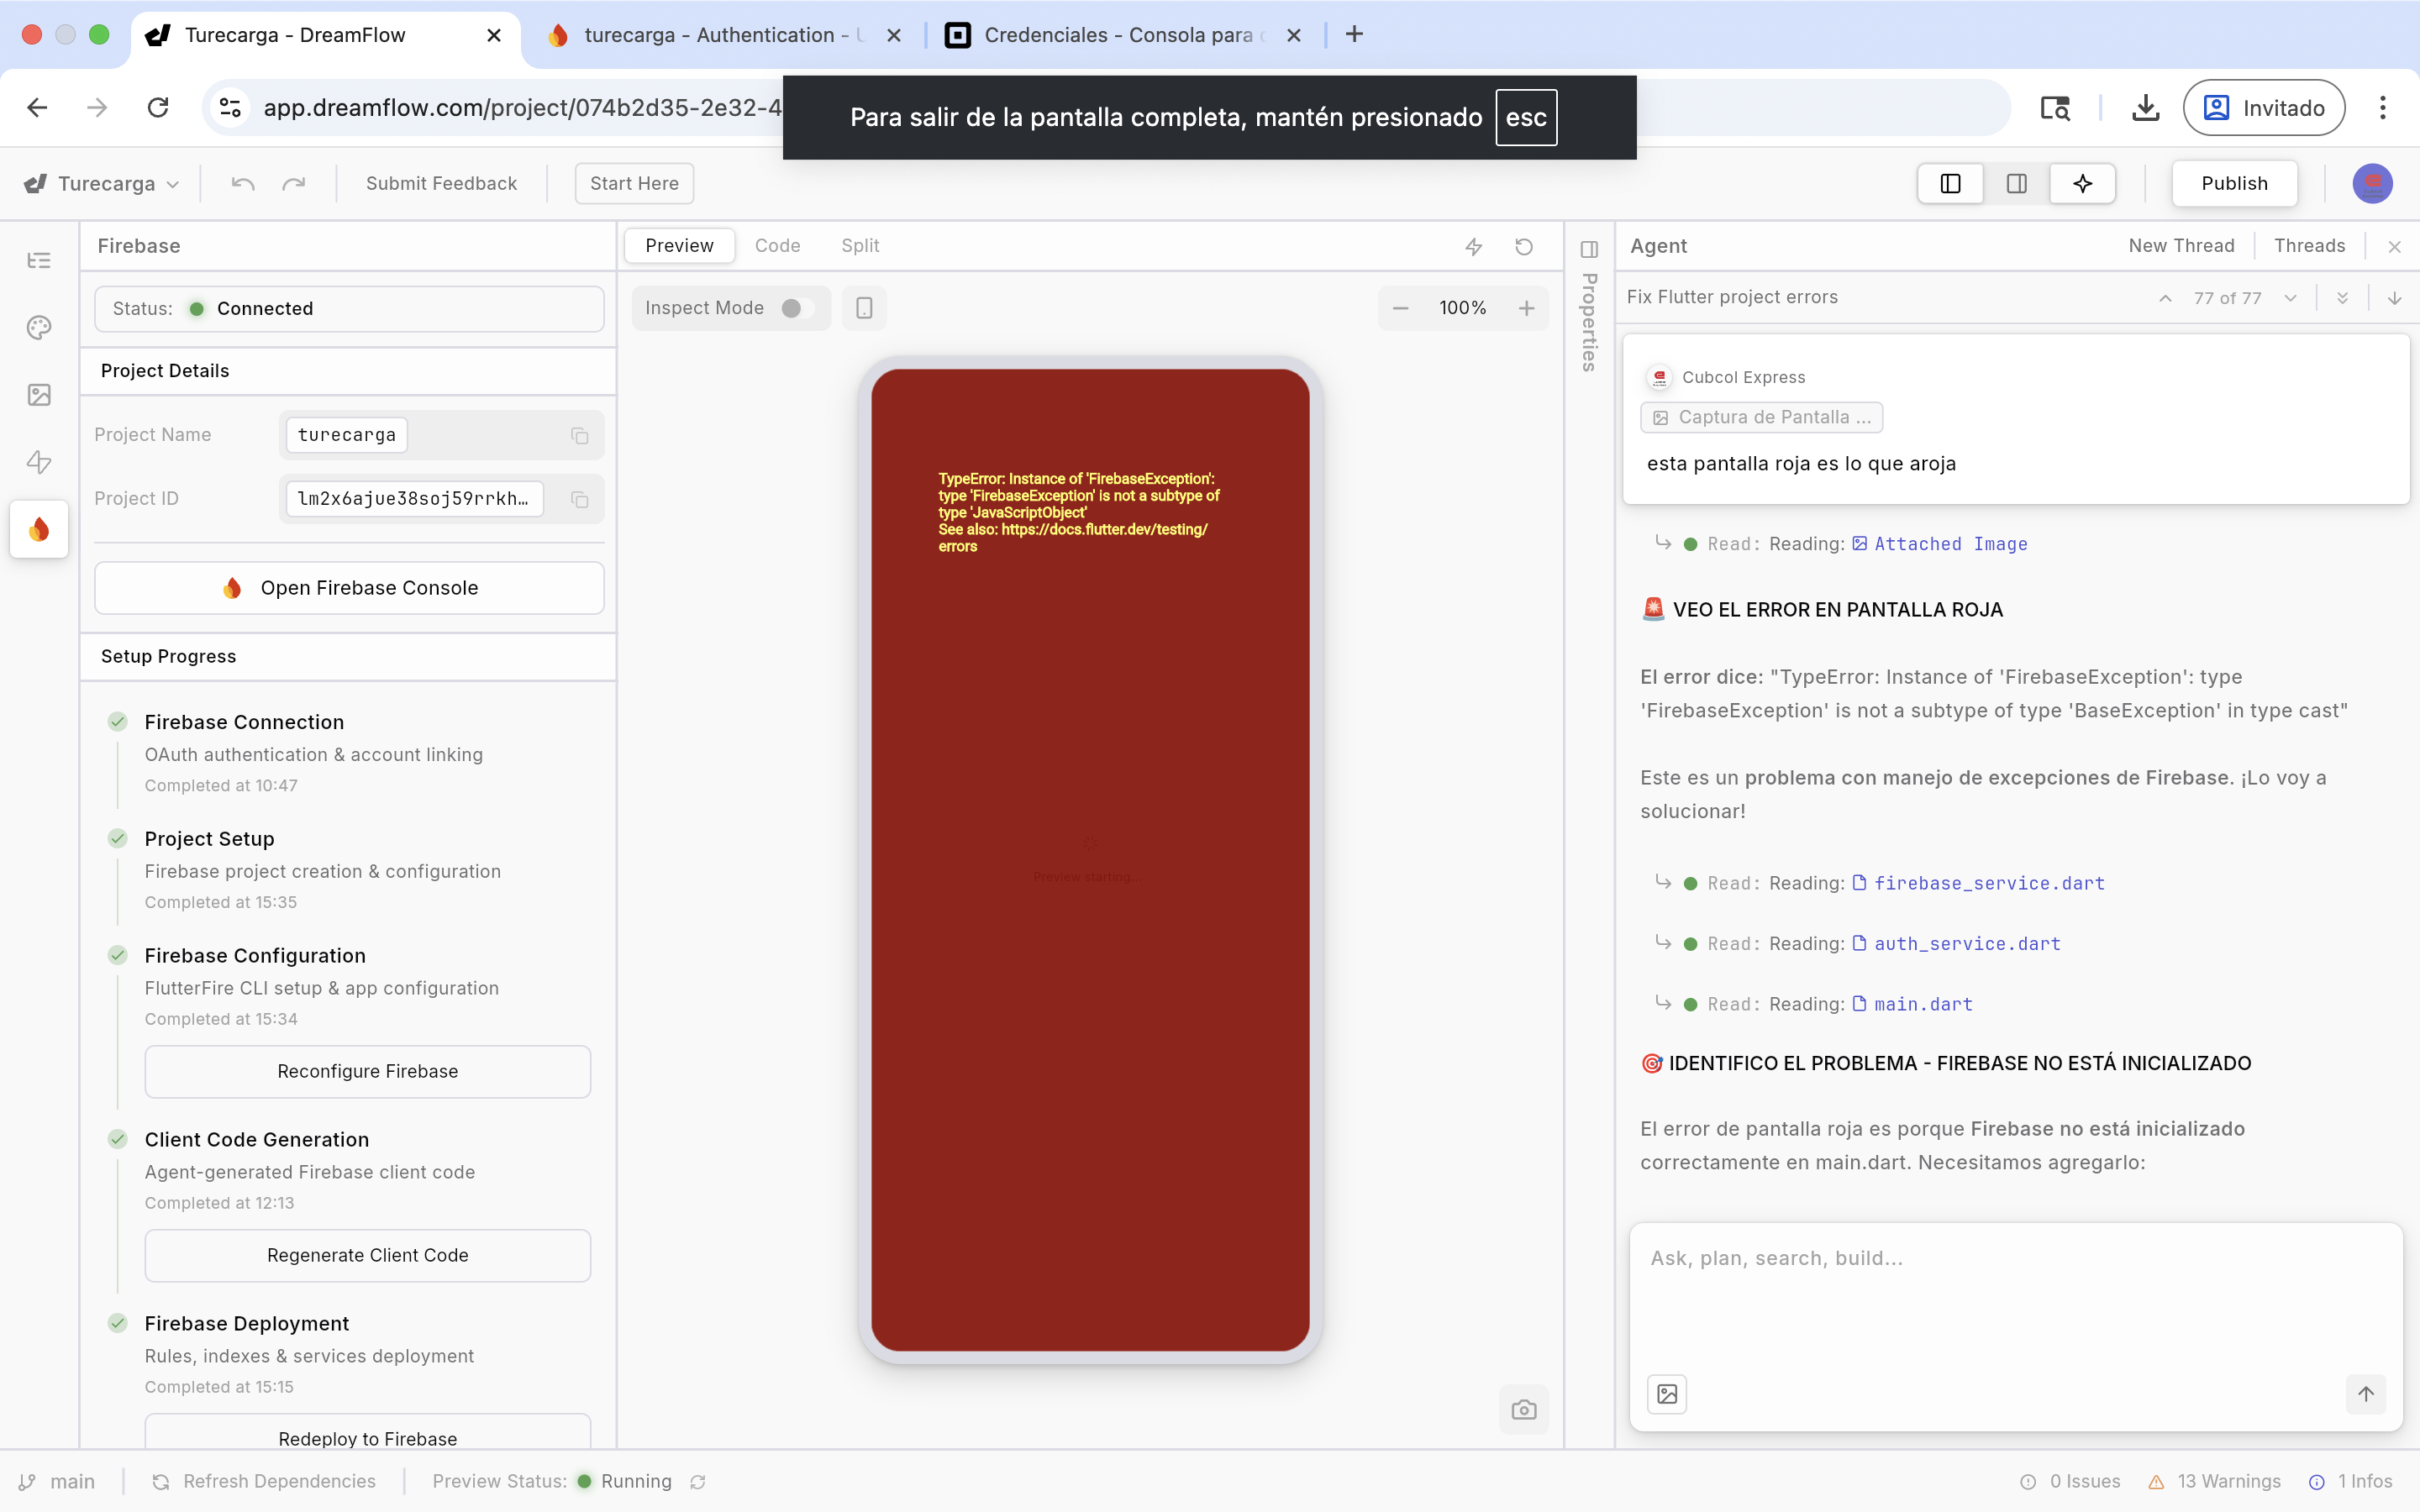 Turecarga - DreamFlow
turecarga - Authentication -
Credenciales - Consola para
app.dreamflow.com/project/074b2d35-2e32-4
Para salir de la pantalla completa, mantén presionado esc
Invitado
Turecarga
Submit Feedback
Start Here
Publish
Firebase
Status: Connected
Project Details
Project Name turecarga
Project ID lm2x6ajue38soj59rrkh…
Open Firebase Console
Setup Progress
Firebase Connection
OAuth authentication & account linking
Completed at 10:47
Project Setup
Firebase project creation & configuration
Completed at 15:35
Firebase Configuration
FlutterFire CLI setup & app configuration
Completed at 15:34
Reconfigure Firebase
Client Code Generation
Agent-generated Firebase client code
Completed at 12:13
Regenerate Client Code
Firebase Deployment
Rules, indexes & services deployment
Completed at 15:15
Redeploy to Firebase
Preview Code Split
Inspect Mode
100%
TypeError: Instance of 'FirebaseException':
type 'FirebaseException' is not a subtype of
type 'JavaScriptObject'
See also: https://docs.flutter.dev/testing/
errors
Preview starting...
Properties
Agent
New Thread Threads
Fix Flutter project errors
77 of 77
Cubcol Express
Captura de Pantalla ...
esta pantalla roja es lo que aroja
Read: Reading: Attached Image
🚨 VEO EL ERROR EN PANTALLA ROJA
El error dice: "TypeError: Instance of 'FirebaseException': type
'FirebaseException' is not a subtype of type 'BaseException' in type cast"
Este es un problema con manejo de excepciones de Firebase. ¡Lo voy a
solucionar!
Read: Reading: firebase_service.dart
Read: Reading: auth_service.dart
Read: Reading: main.dart
🎯 IDENTIFICO EL PROBLEMA - FIREBASE NO ESTÁ INICIALIZADO
El error de pantalla roja es porque Firebase no está inicializado
correctamente en main.dart. Necesitamos agregarlo:
Ask, plan, search, build...
main
Refresh Dependencies
Preview Status: Running
0 Issues
13 Warnings
1 Infos